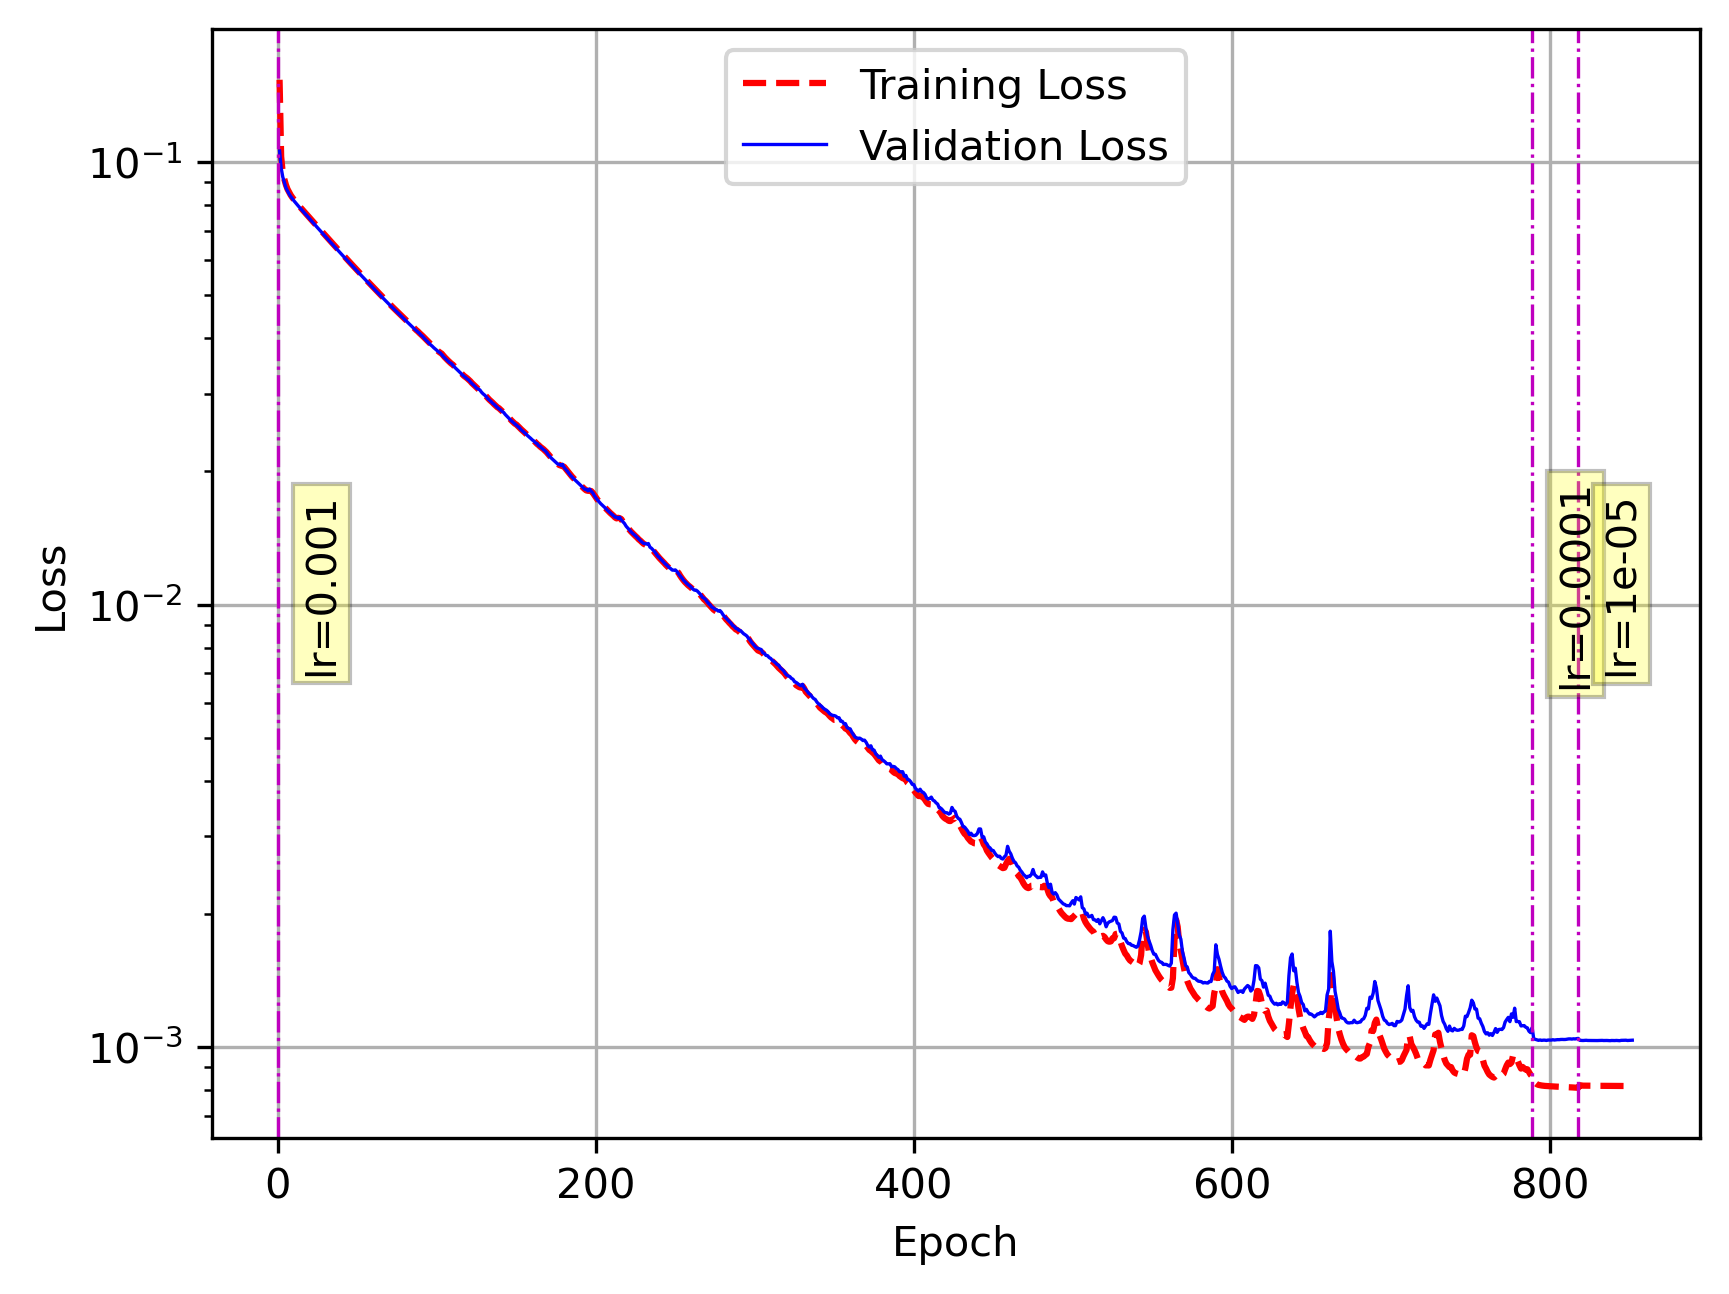 Training Loss
Validation Loss
10⁻¹
10⁻²
10⁻³
Loss
lr=0.001
lr=0.0001
lr=1e-05
0 200 400 600 800
Epoch